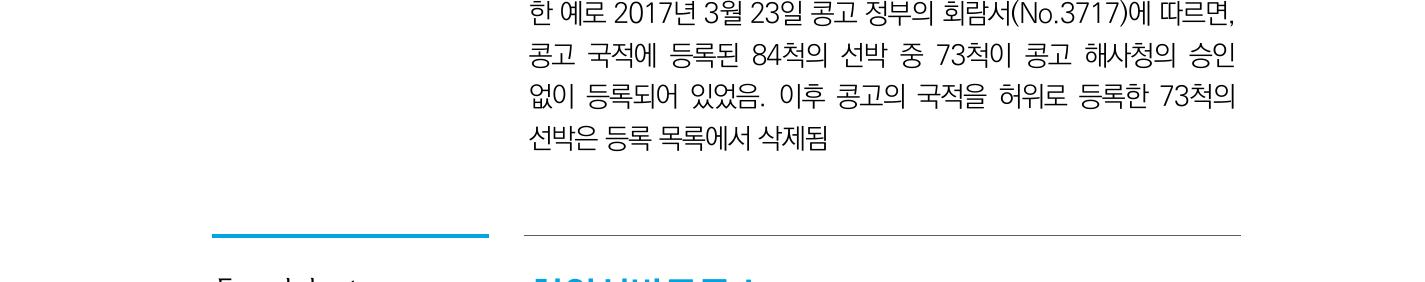 한 예로 2017년 3월 23일 콩고 정부의 회람서(No.3717)에 따르면,
콩고 국적에 등록된 84척의 선박 중 73척이 콩고 해사청의 승인
없이 등록되어 있었음. 이후 콩고의 국적을 허위로 등록한 73척의
선박은 등록 목록에서 삭제됨